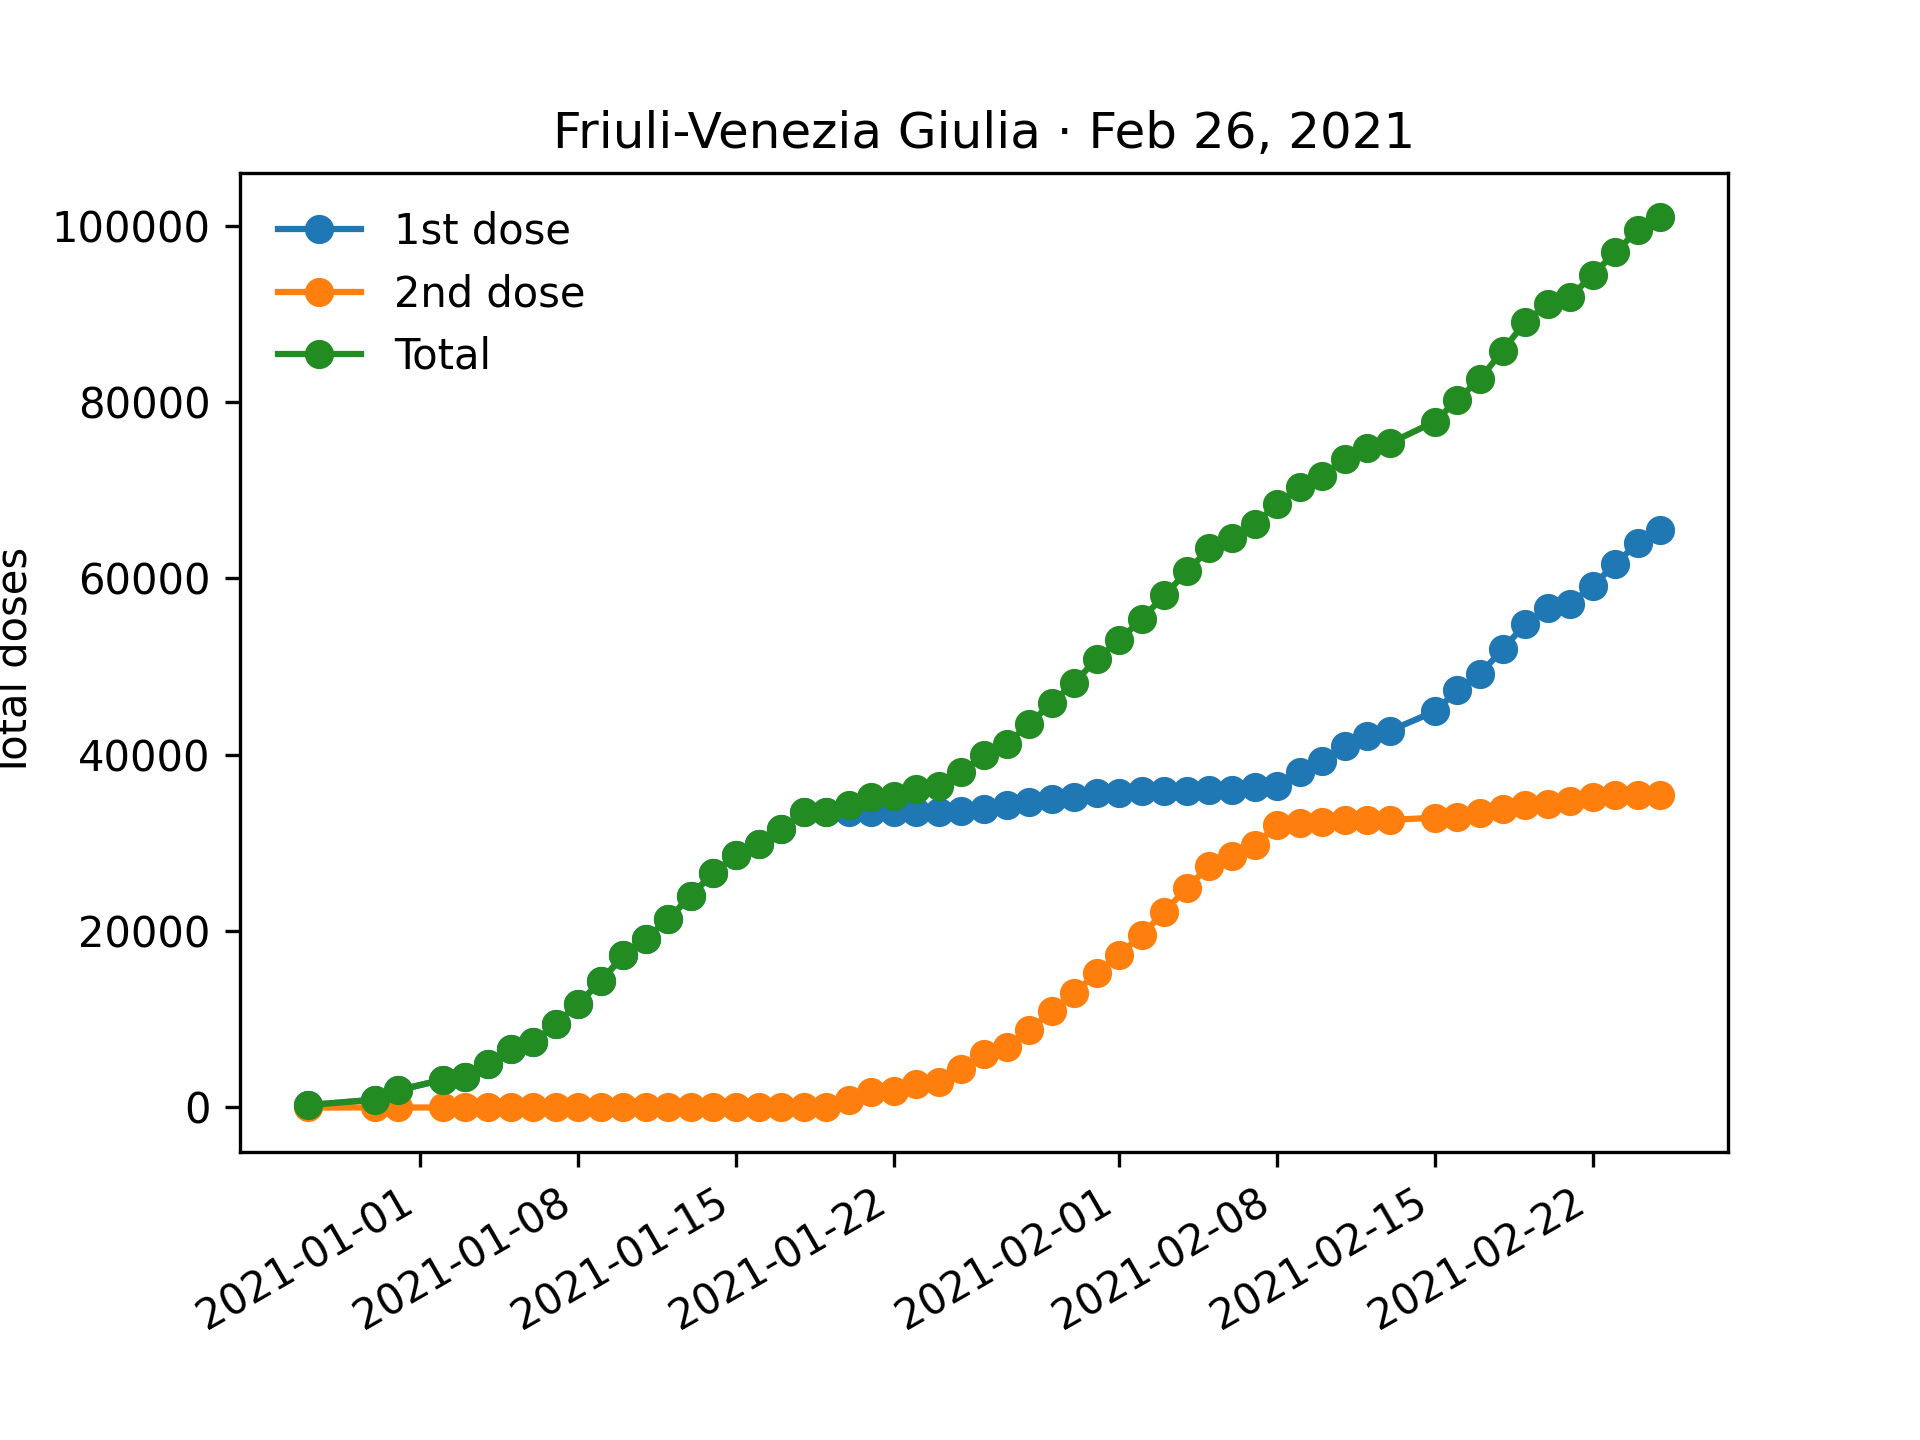 Friuli-Venezia Giulia · Feb 26, 2021
1st dose
2nd dose
Total
100000
80000
60000
40000
20000
0
Total doses
2021-01-01
2021-01-08
2021-01-15
2021-01-22
2021-02-01
2021-02-08
2021-02-15
2021-02-22